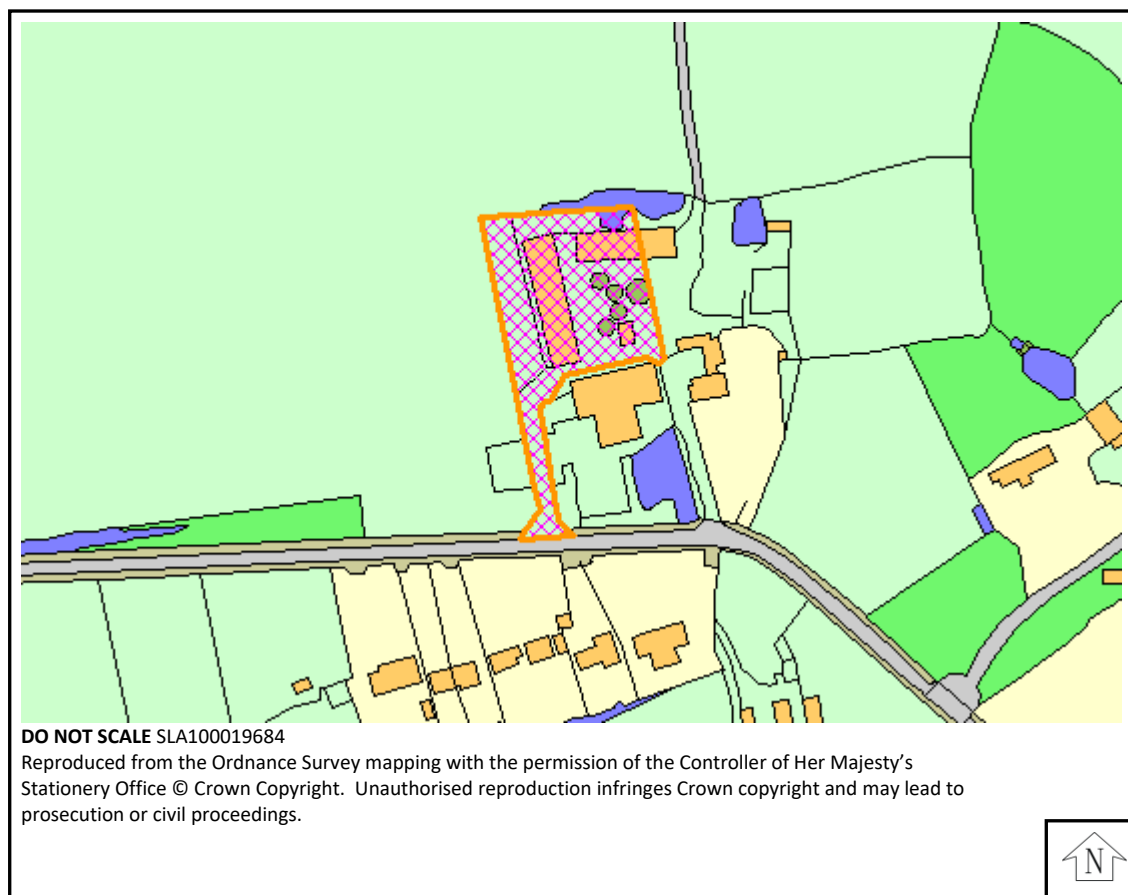 DO NOT SCALE SLA100019684
Reproduced from the Ordnance Survey mapping with the permission of the Controller of Her Majesty's
Stationery Office © Crown Copyright. Unauthorised reproduction infringes Crown copyright and may lead to
prosecution or civil proceedings.
N